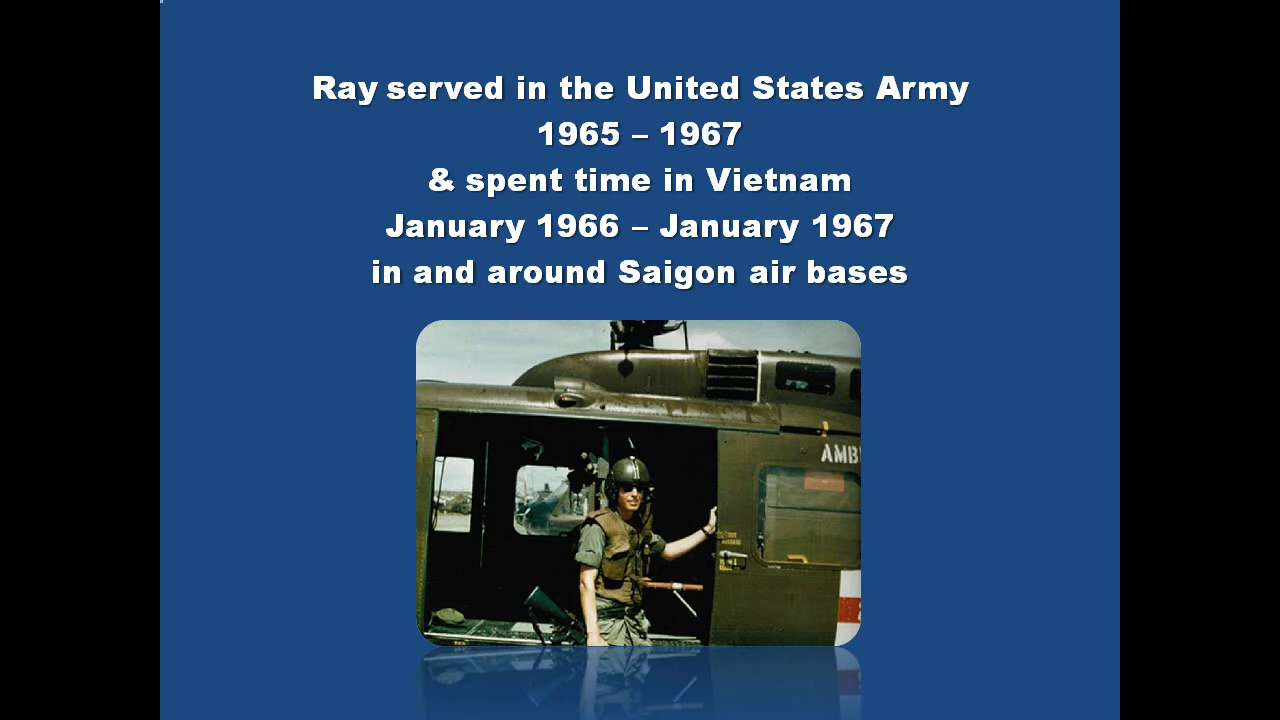 Ray served in the United States Army
1965 – 1967
& spent time in Vietnam
January 1966 – January 1967
in and around Saigon air bases
AMB